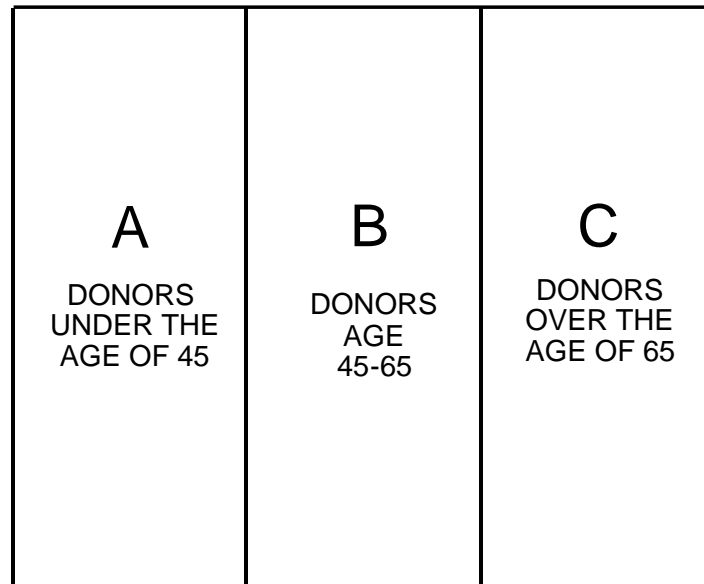 A
DONORS
UNDER THE
AGE OF 45
B
DONORS
AGE
45-65
C
DONORS
OVER THE
AGE OF 65